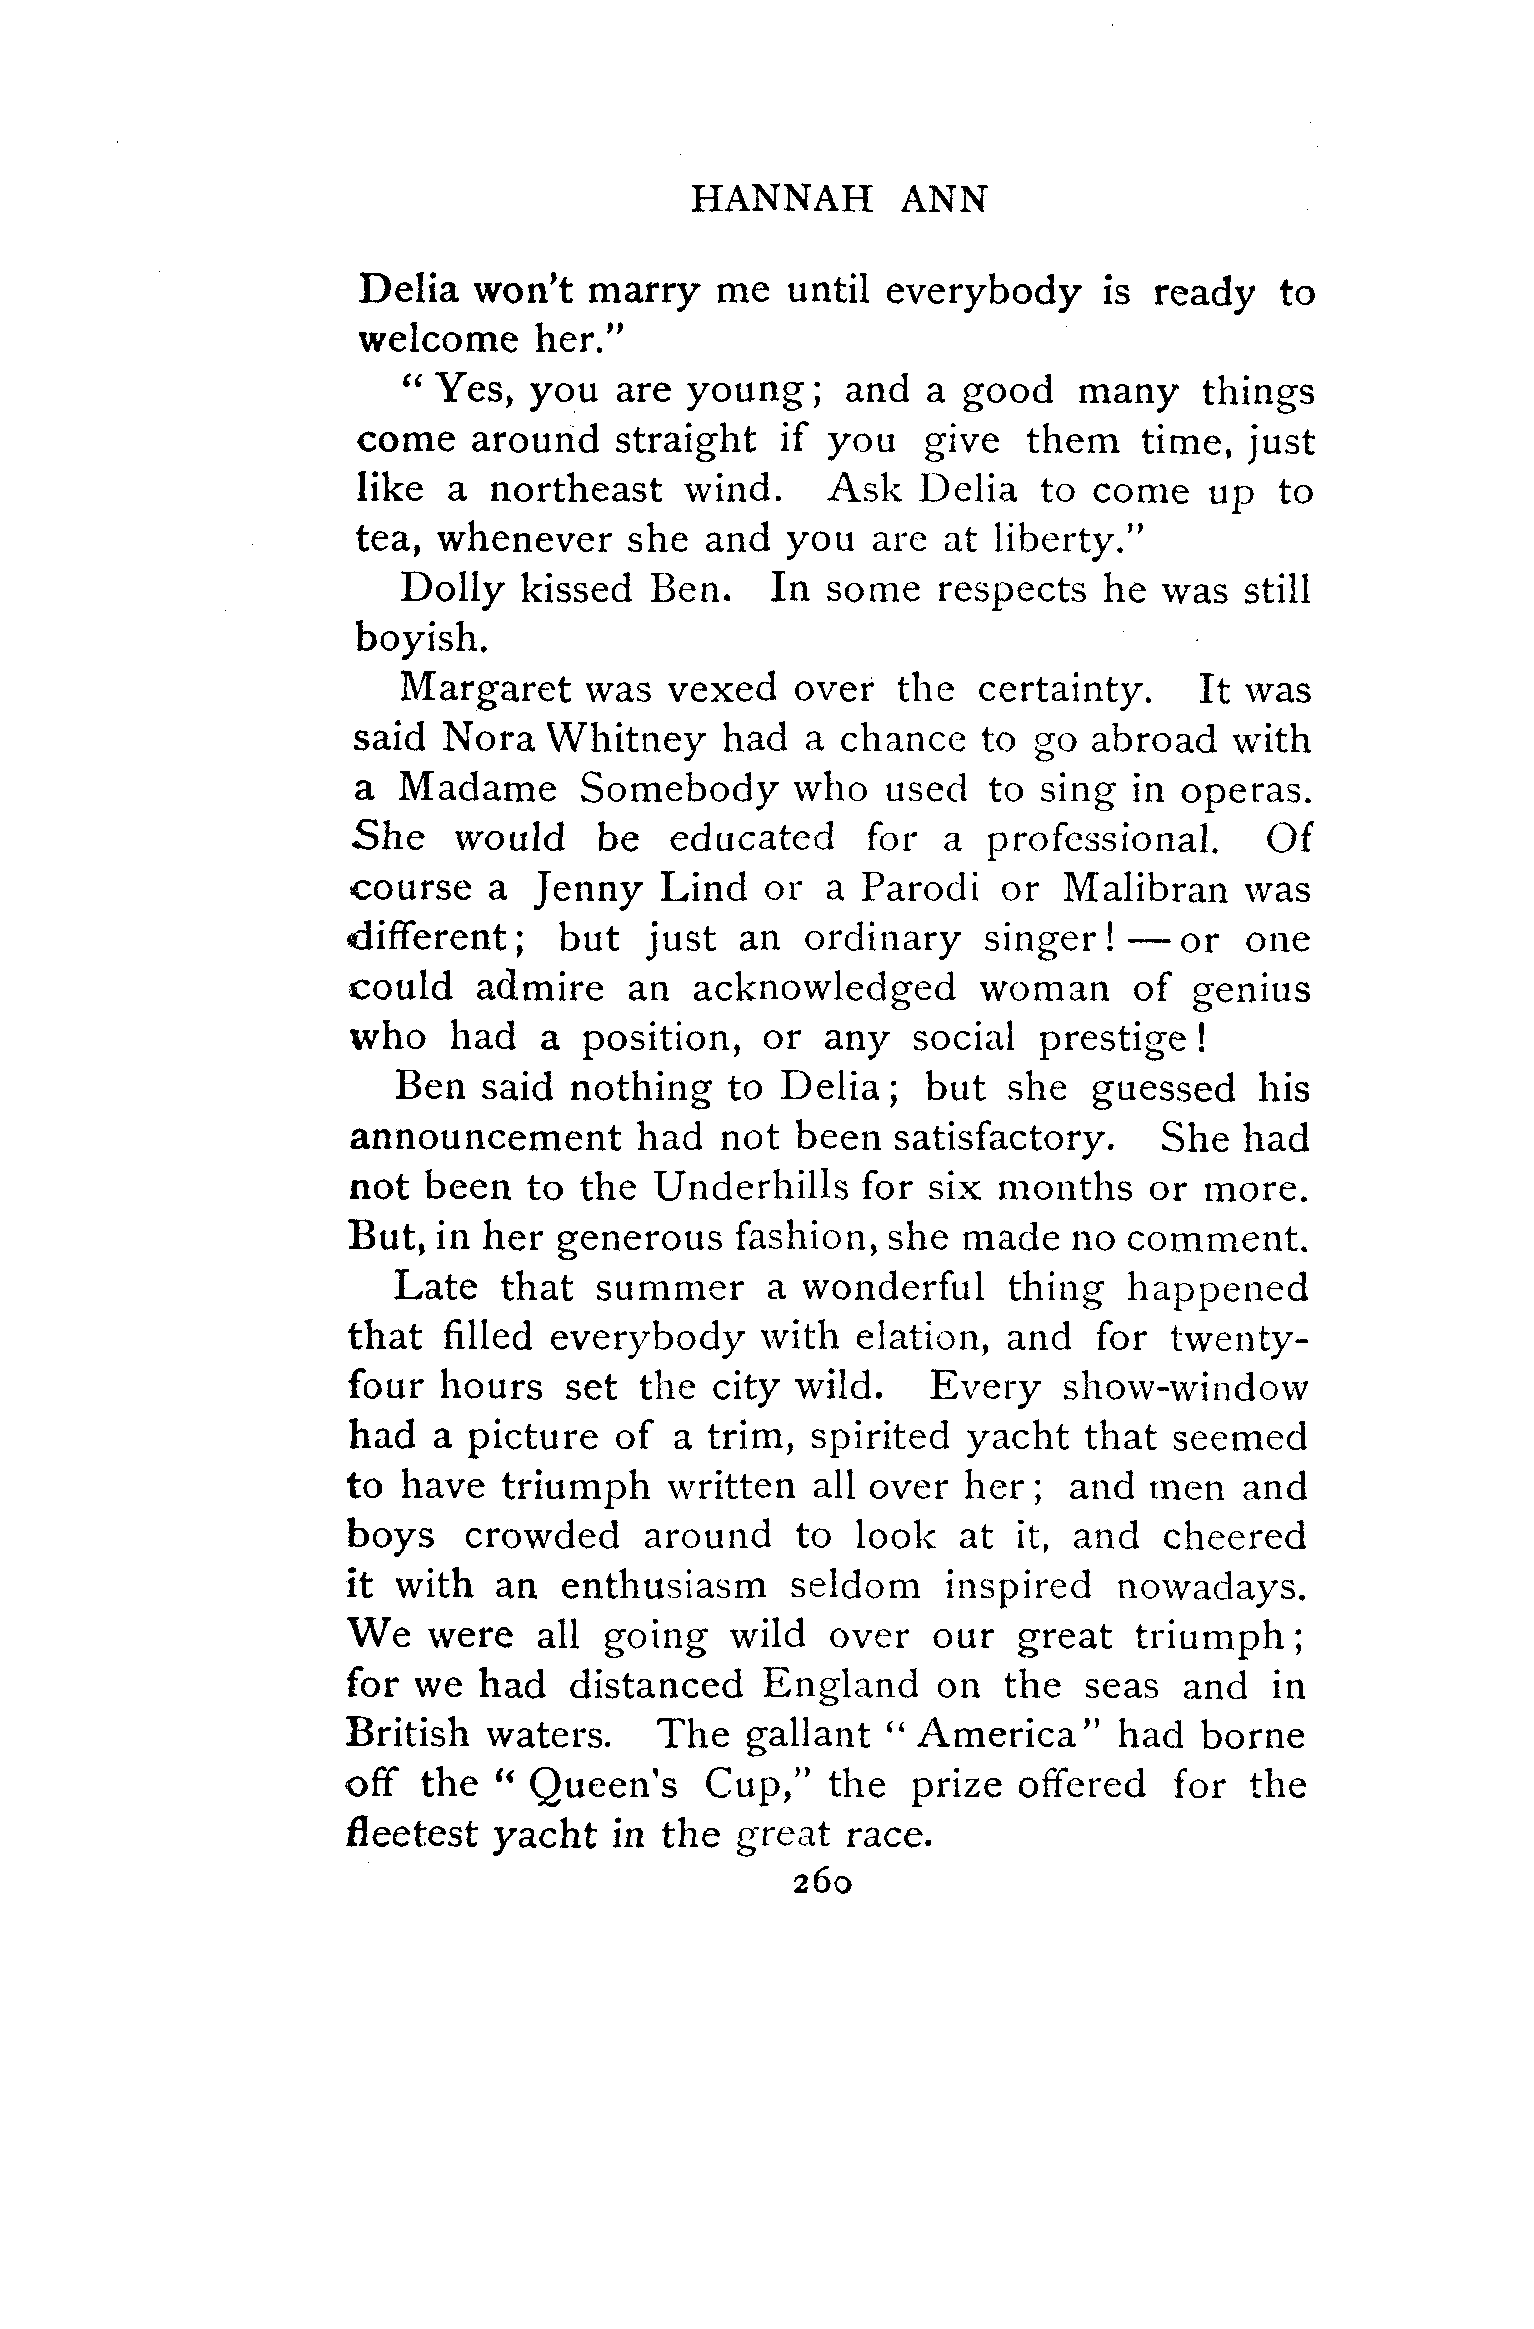 HANNAH ANN
Delia won't marry me until everybody is ready to
welcome her."
"Yes, you are young; and a good many things
come around straight if you give them time, just
like a northeast wind. Ask Delia to come up to
tea, whenever she and you are at liberty."
Dolly kissed Ben. In some respects he was still
boyish.
Margaret was vexed over the certainty. It was
said Nora Whitney had a chance to go abroad with
a Madame Somebody who used to sing in operas.
She would be educated for a professional. Of
course a Jenny Lind or a Parodi or Malibran was
different; but just an ordinary singer! — or one
could admire an acknowledged woman of genius
who had a position, or any social prestige!
Ben said nothing to Delia; but she guessed his
announcement had not been satisfactory. She had
not been to the Underhills for six months or more.
But, in her generous fashion, she made no comment.
Late that summer a wonderful thing happened
that filled everybody with elation, and for twenty-
four hours set the city wild. Every show-window
had a picture of a trim, spirited yacht that seemed
to have triumph written all over her; and men and
boys crowded around to look at it, and cheered
it with an enthusiasm seldom inspired nowadays.
We were all going wild over our great triumph;
for we had distanced England on the seas and in
British waters. The gallant "America" had borne
off the "Queen's Cup," the prize offered for the
fleetest yacht in the great race.
260